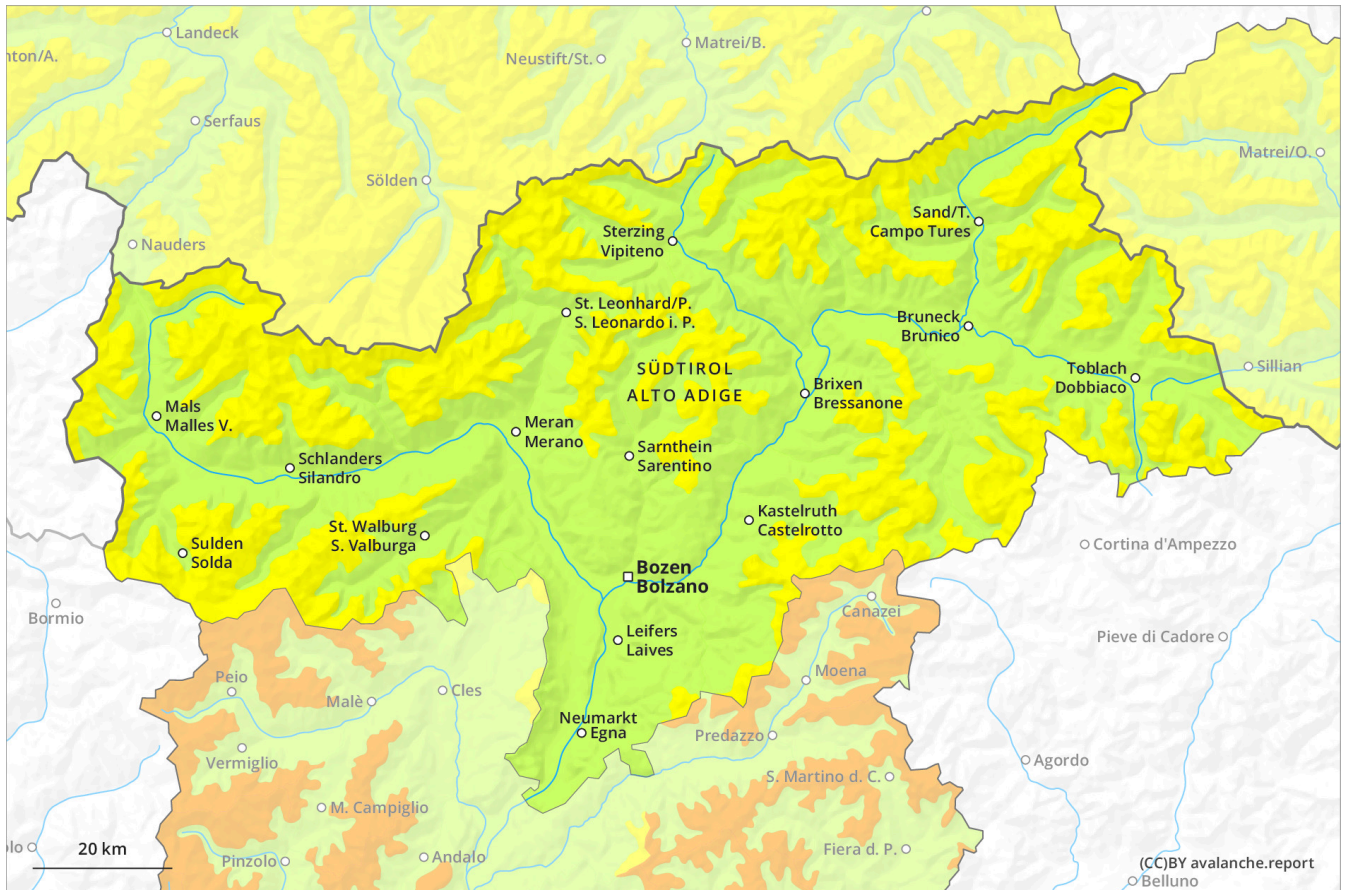 Landeck
Matrei/B.
nton/A.
Neustift/St.
Serfaus
Matrei/O.
Sölden
Sand/T.
Campo Tures
Sterzing
Vipiteno
Nauders
St. Leonhard/P.
S. Leonardo i. P.
Bruneck
Brunico
SÜDTIROL
ALTO ADIGE
Toblach
Dobbiaco
Sillian
Brixen
Bressanone
Mals
Malles V.
Meran
Merano
Schlanders
Silandro
Sarnthein
Sarentino
St. Walburg
S. Valburga
Kastelruth
Castelrotto
Sulden
Solda
Cortina d'Ampezzo
Bozen
Bolzano
Bormio
Canazei
Leifers
Laives
Pieve di Cadore
Peio
Moena
Malè
Cles
Neumarkt
Egna
Predazzo
Vermiglio
Agordo
S. Martino d. C.
M. Campiglio
lo
20 km
Pinzolo
Andalo
Fiera d. P.
(CC)BY avalanche.report
Belluno